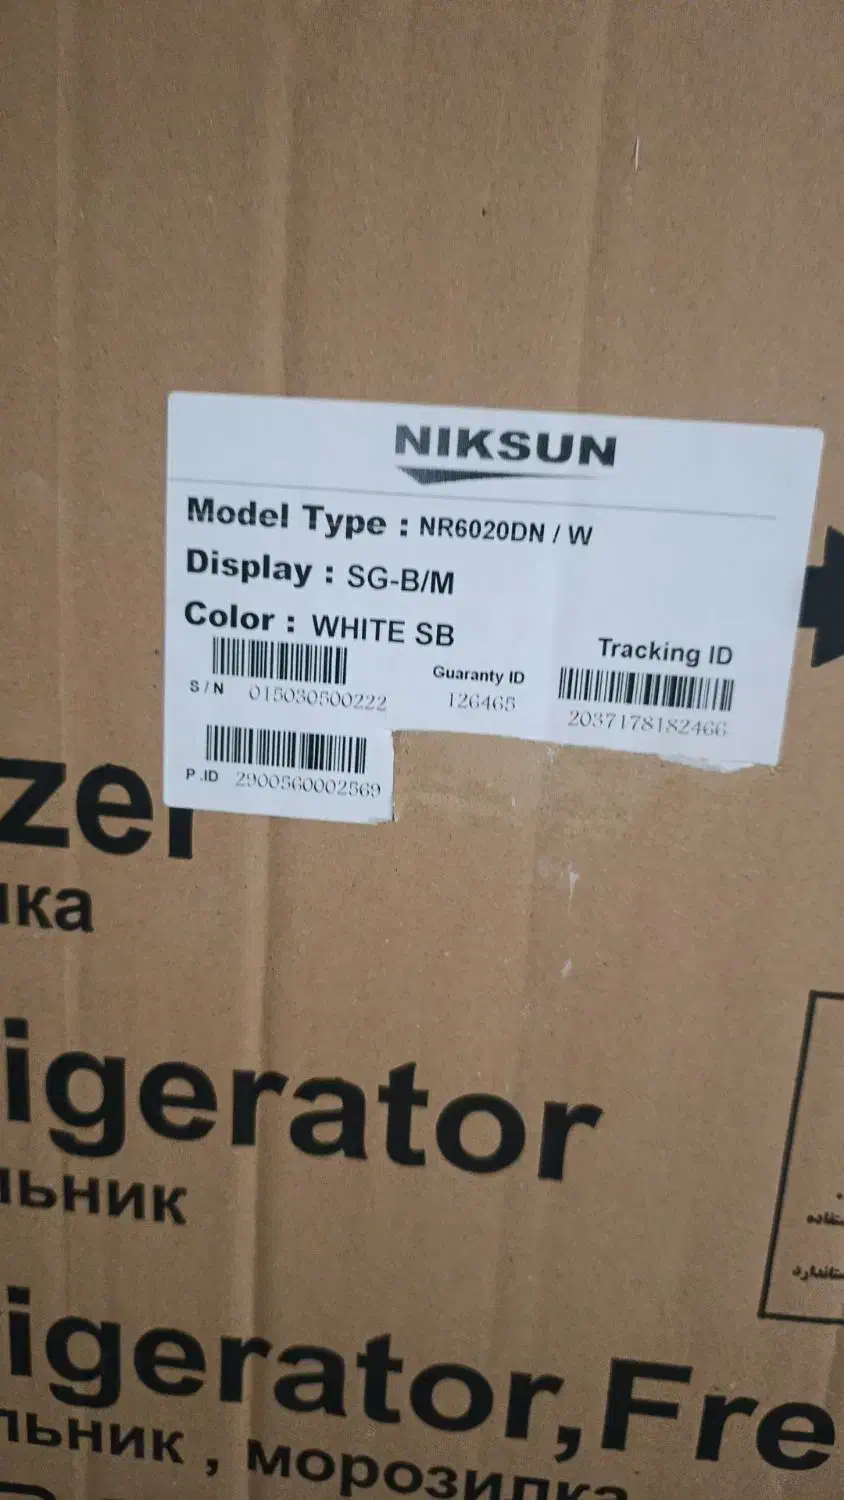 NIKSUN
Model Type : NR6020DN / W
Display : SG-B/M
Color : WHITE SB
Tracking ID
Guaranty ID
S / N 015030500222
126465
2037178182466
P .ID 2900560002569
zer
ка
igerator
льник
igerator,Fre
льник , морозилка